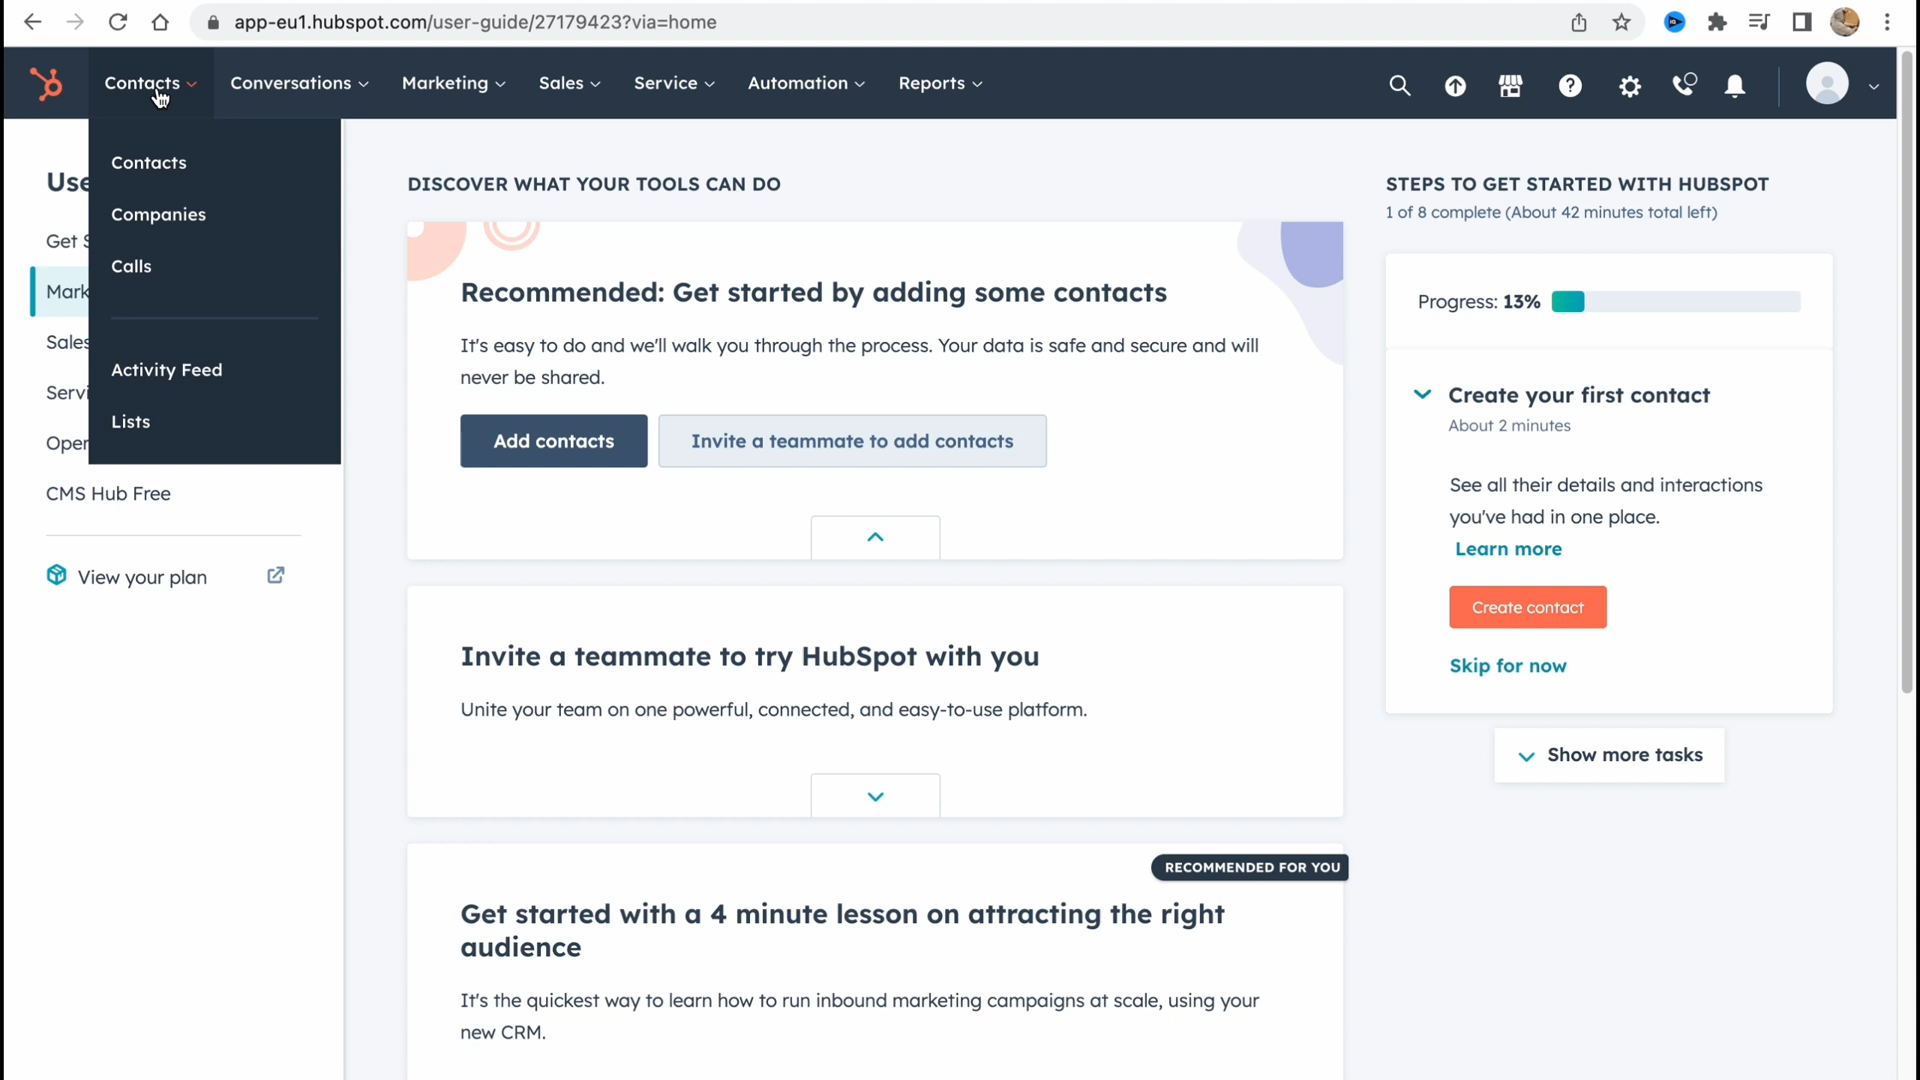 app-eu1.hubspot.com/user-guide/27179423?via=home
Contacts
Conversations
Marketing
Sales
Service
Automation
Reports
Contacts
Companies
Calls
Activity Feed
Lists
Use
Get S
Mark
Sales
Servi
Oper
CMS Hub Free
View your plan
DISCOVER WHAT YOUR TOOLS CAN DO
Recommended: Get started by adding some contacts
It's easy to do and we'll walk you through the process. Your data is safe and secure and will
never be shared.
Add contacts
Invite a teammate to add contacts
Invite a teammate to try HubSpot with you
Unite your team on one powerful, connected, and easy-to-use platform.
RECOMMENDED FOR YOU
Get started with a 4 minute lesson on attracting the right
audience
It's the quickest way to learn how to run inbound marketing campaigns at scale, using your
new CRM.
STEPS TO GET STARTED WITH HUBSPOT
1 of 8 complete (About 42 minutes total left)
Progress: 13%
Create your first contact
About 2 minutes
See all their details and interactions
you've had in one place.
Learn more
Create contact
Skip for now
Show more tasks